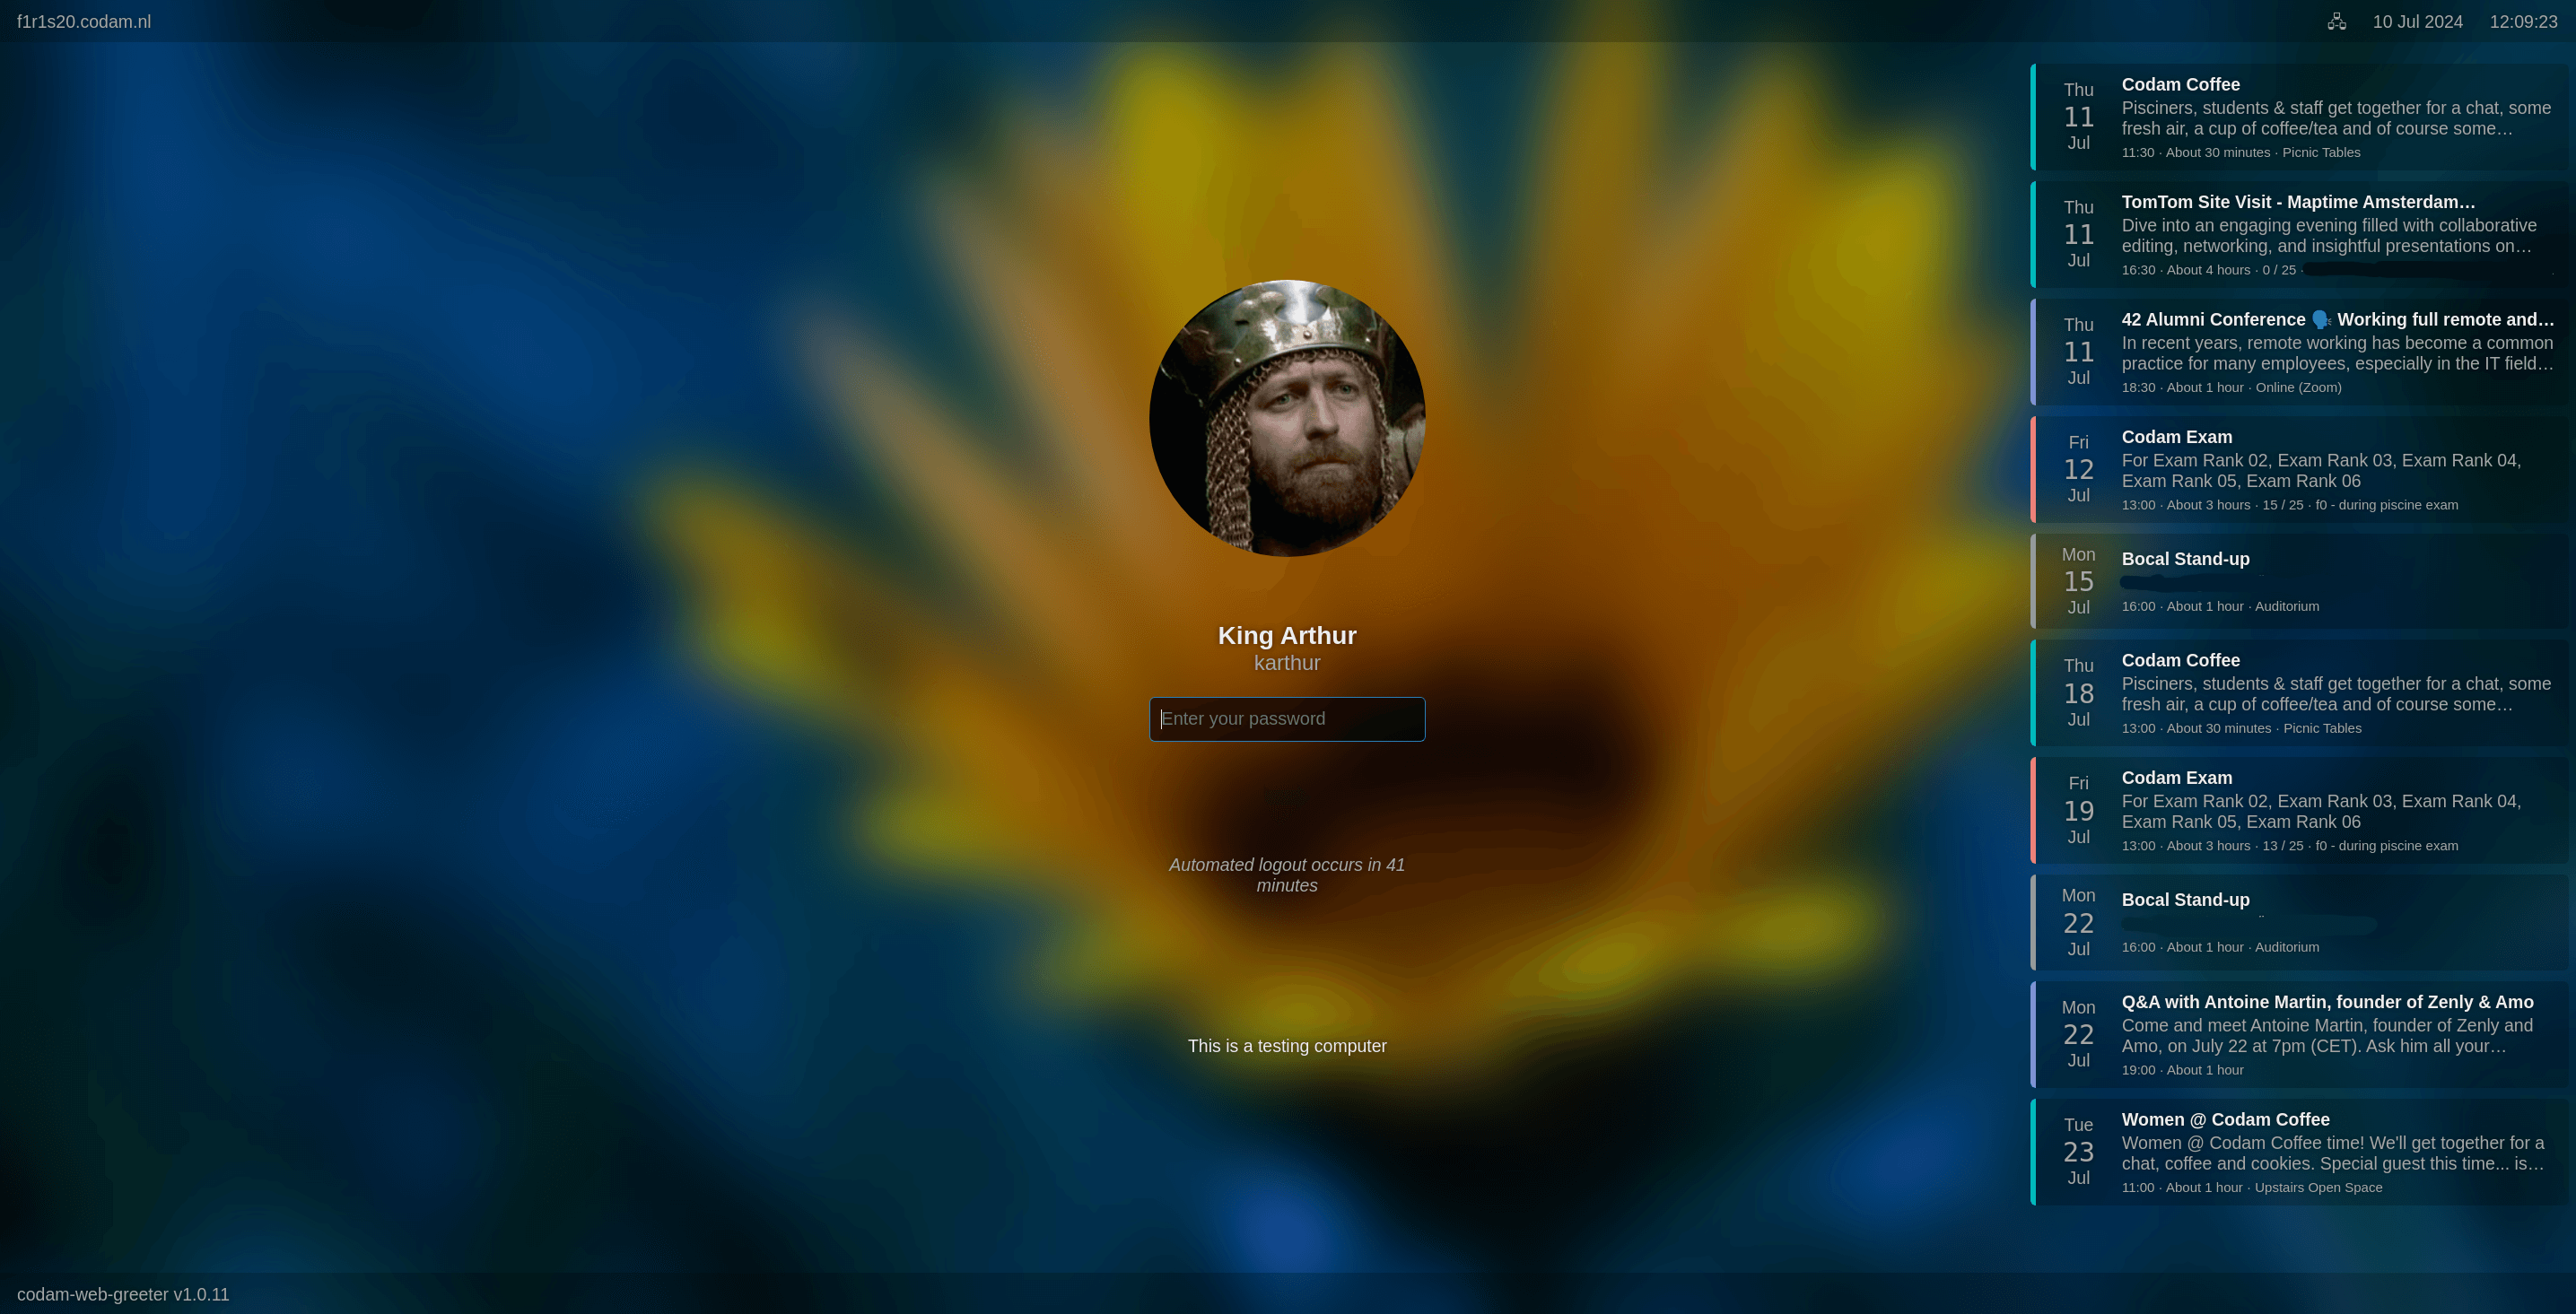 f1r1s20.codam.nl
10 Jul 2024 12:09:23
Thu
11
Jul
Codam Coffee
Pisciners, students & staff get together for a chat, some
fresh air, a cup of coffee/tea and of course some…
11:30 · About 30 minutes · Picnic Tables
Thu
11
Jul
TomTom Site Visit - Maptime Amsterdam…
Dive into an engaging evening filled with collaborative
editing, networking, and insightful presentations on…
16:30 · About 4 hours · 0 / 25 ·
Thu
11
Jul
42 Alumni Conference 🗣️ Working full remote and…
In recent years, remote working has become a common
practice for many employees, especially in the IT field…
18:30 · About 1 hour · Online (Zoom)
Fri
12
Jul
Codam Exam
For Exam Rank 02, Exam Rank 03, Exam Rank 04,
Exam Rank 05, Exam Rank 06
13:00 · About 3 hours · 15 / 25 · f0 - during piscine exam
Mon
15
Jul
Bocal Stand-up
16:00 · About 1 hour · Auditorium
Thu
18
Jul
Codam Coffee
Pisciners, students & staff get together for a chat, some
fresh air, a cup of coffee/tea and of course some…
13:00 · About 30 minutes · Picnic Tables
Fri
19
Jul
Codam Exam
For Exam Rank 02, Exam Rank 03, Exam Rank 04,
Exam Rank 05, Exam Rank 06
13:00 · About 3 hours · 13 / 25 · f0 - during piscine exam
Mon
22
Jul
Bocal Stand-up
16:00 · About 1 hour · Auditorium
Mon
22
Jul
Q&A with Antoine Martin, founder of Zenly & Amo
Come and meet Antoine Martin, founder of Zenly and
Amo, on July 22 at 7pm (CET). Ask him all your…
19:00 · About 1 hour
Tue
23
Jul
Women @ Codam Coffee
Women @ Codam Coffee time! We'll get together for a
chat, coffee and cookies. Special guest this time... is…
11:00 · About 1 hour · Upstairs Open Space
King Arthur
karthur
Enter your password
Automated logout occurs in 41
minutes
This is a testing computer
codam-web-greeter v1.0.11